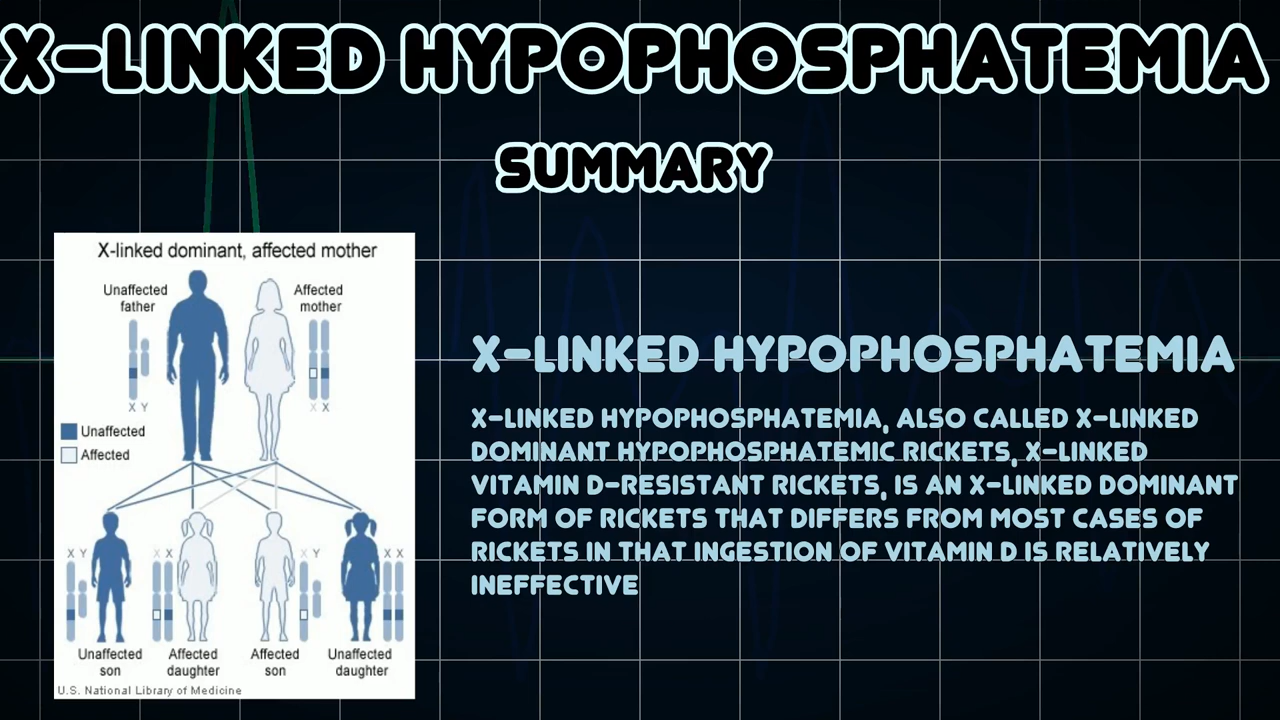 X-LINKED HYPOPHOSPHATEMIA
SUMMARY
X-linked dominant, affected mother
Unaffected father
Affected mother
X Y
X X
Unaffected
Affected
X Y
X X
X Y
X X
Unaffected son
Affected daughter
Affected son
Unaffected daughter
U.S. National Library of Medicine
X-LINKED HYPOPHOSPHATEMIA
X-LINKED HYPOPHOSPHATEMIA, ALSO CALLED X-LINKED
DOMINANT HYPOPHOSPHATEMIC RICKETS, X-LINKED
VITAMIN D-RESISTANT RICKETS, IS AN X-LINKED DOMINANT
FORM OF RICKETS THAT DIFFERS FROM MOST CASES OF
RICKETS IN THAT INGESTION OF VITAMIN D IS RELATIVELY
INEFFECTIVE